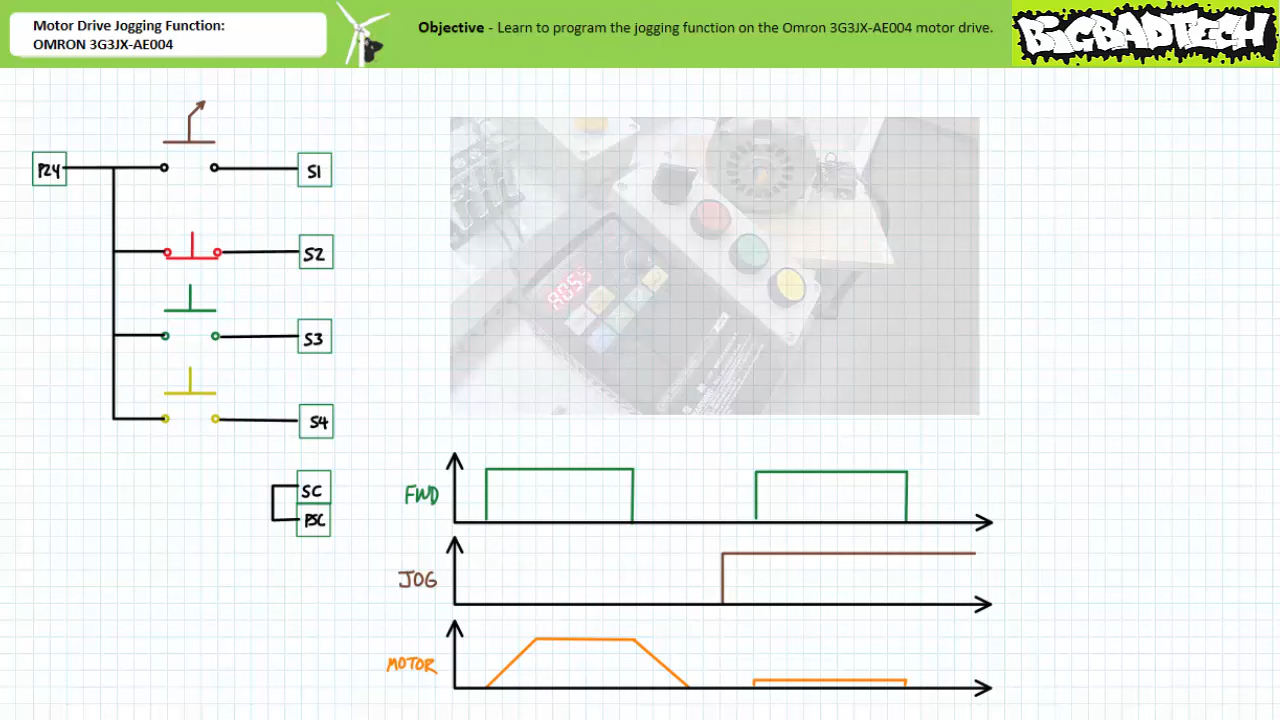 Motor Drive Jogging Function:
OMRON 3G3JX-AE004
Objective - Learn to program the jogging function on the Omron 3G3JX-AE004 motor drive.
BIGBADTECH
P24
S1
S2
S3
S4
SC
PSC
FWD
JOG
MOTOR